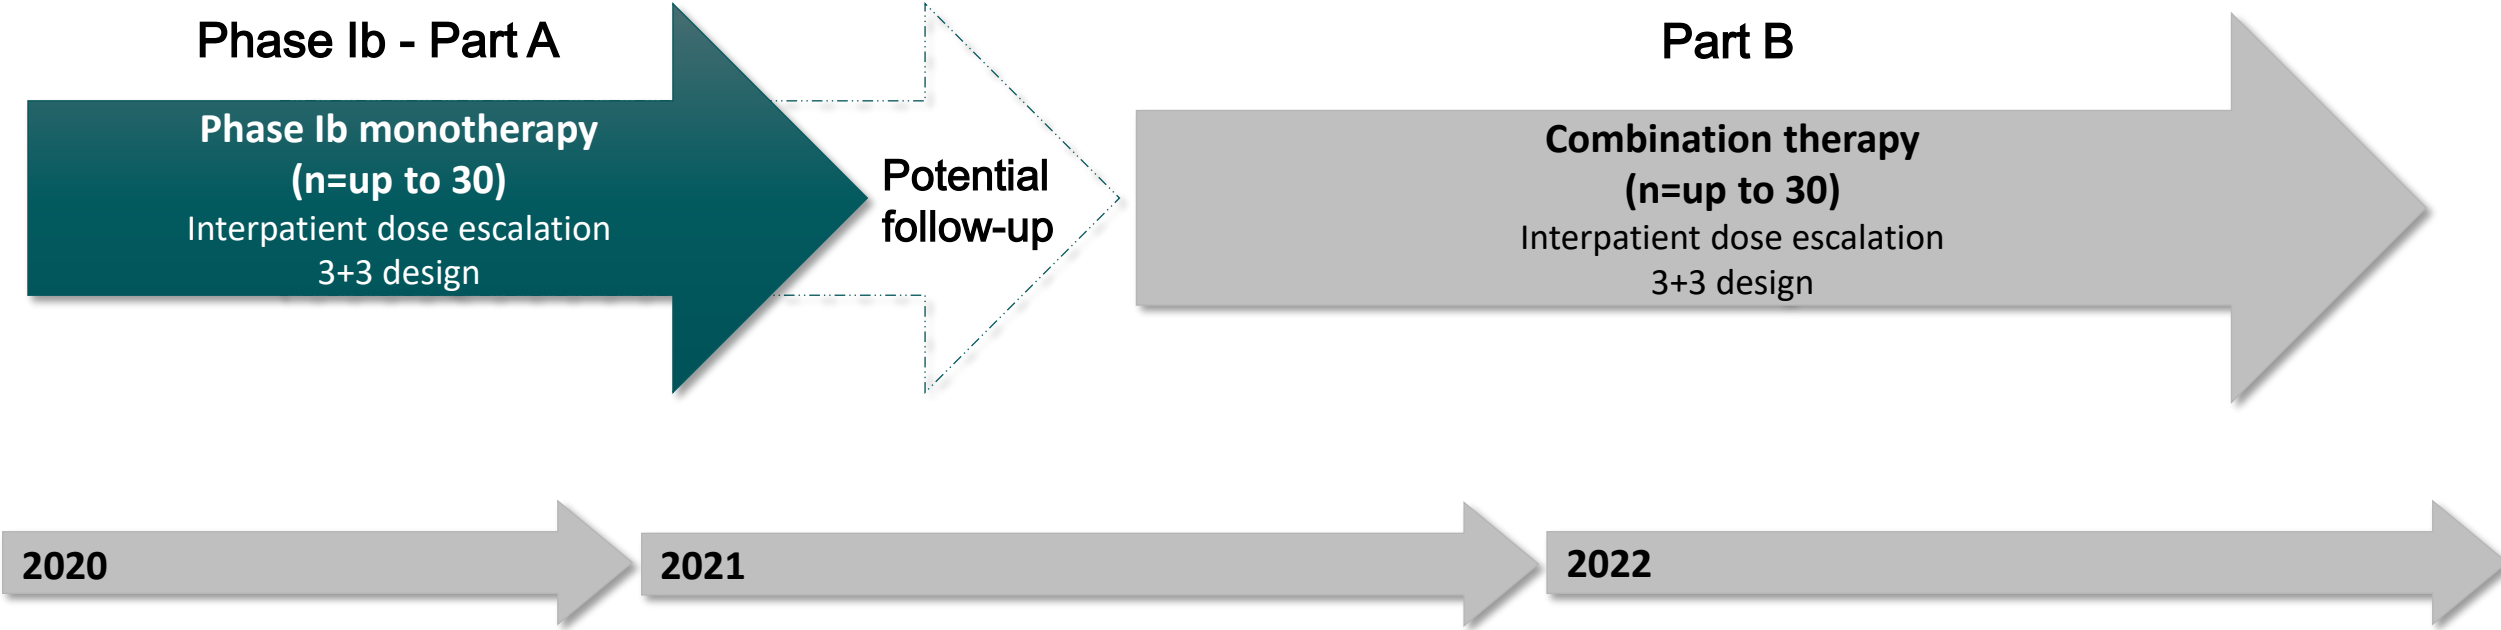 Phase Ib - Part A
Phase Ib monotherapy
(n=up to 30)
Interpatient dose escalation
3+3 design
Potential
follow-up
Part B
Combination therapy
(n=up to 30)
Interpatient dose escalation
3+3 design
2020
2021
2022